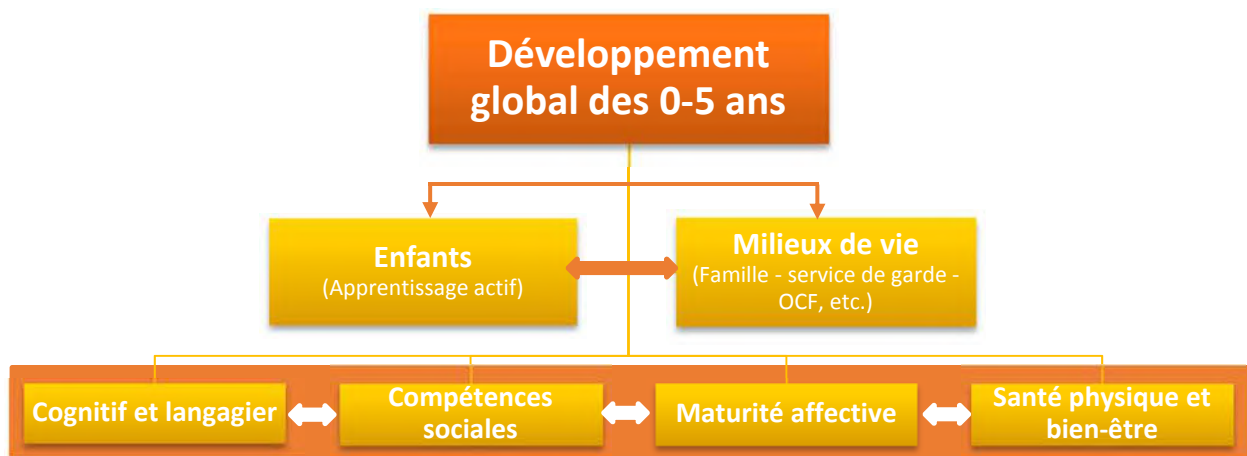 Développement
global des 0-5 ans
Enfants
(Apprentissage actif)
Milieux de vie
(Famille - service de garde -
OCF, etc.)
Cognitif et langagier
Compétences
sociales
Maturité affective
Santé physique et
bien-être